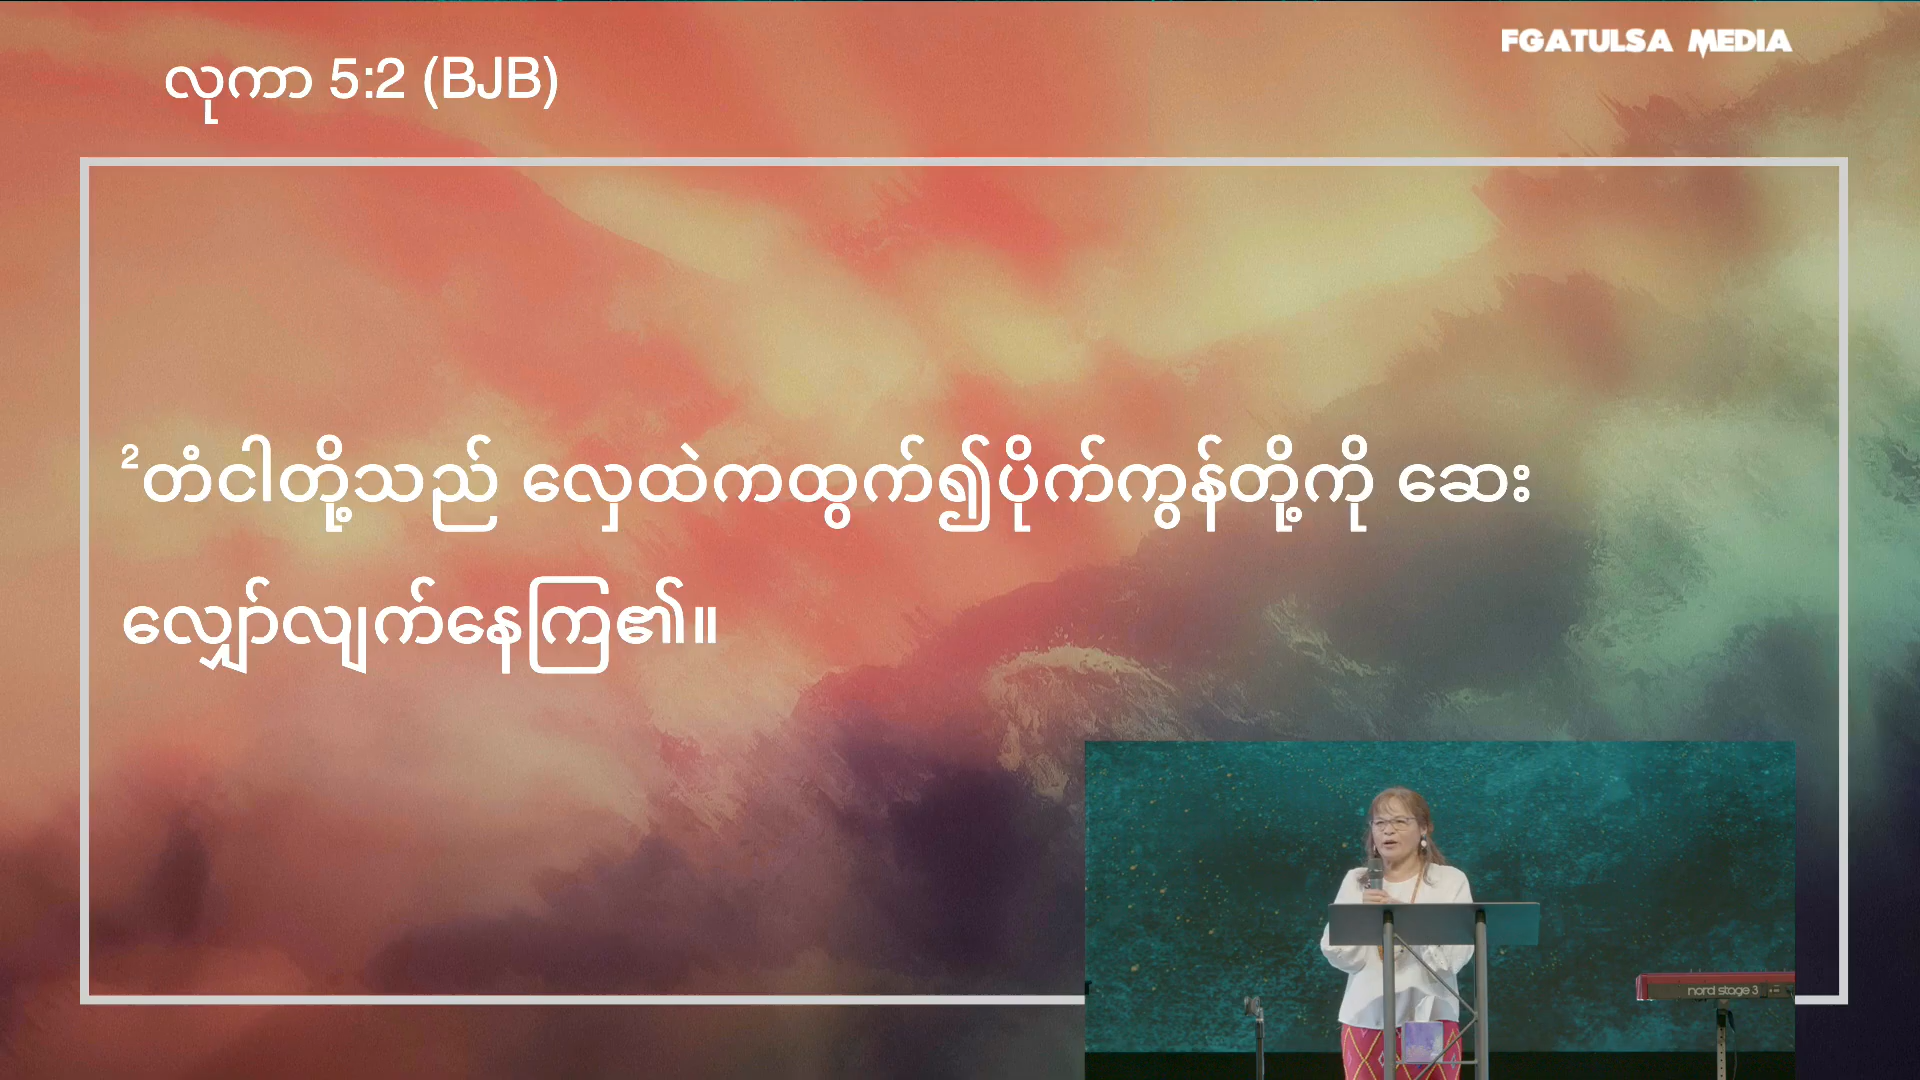 FGATULSA MEDIA
လုကာ 5:2 (BJB)
²တံငါတို့သည် လှေထဲကထွက်၍ပိုက်ကွန်တို့ကို ဆေး
လျှော်လျက်နေကြ၏။
nord stage 3